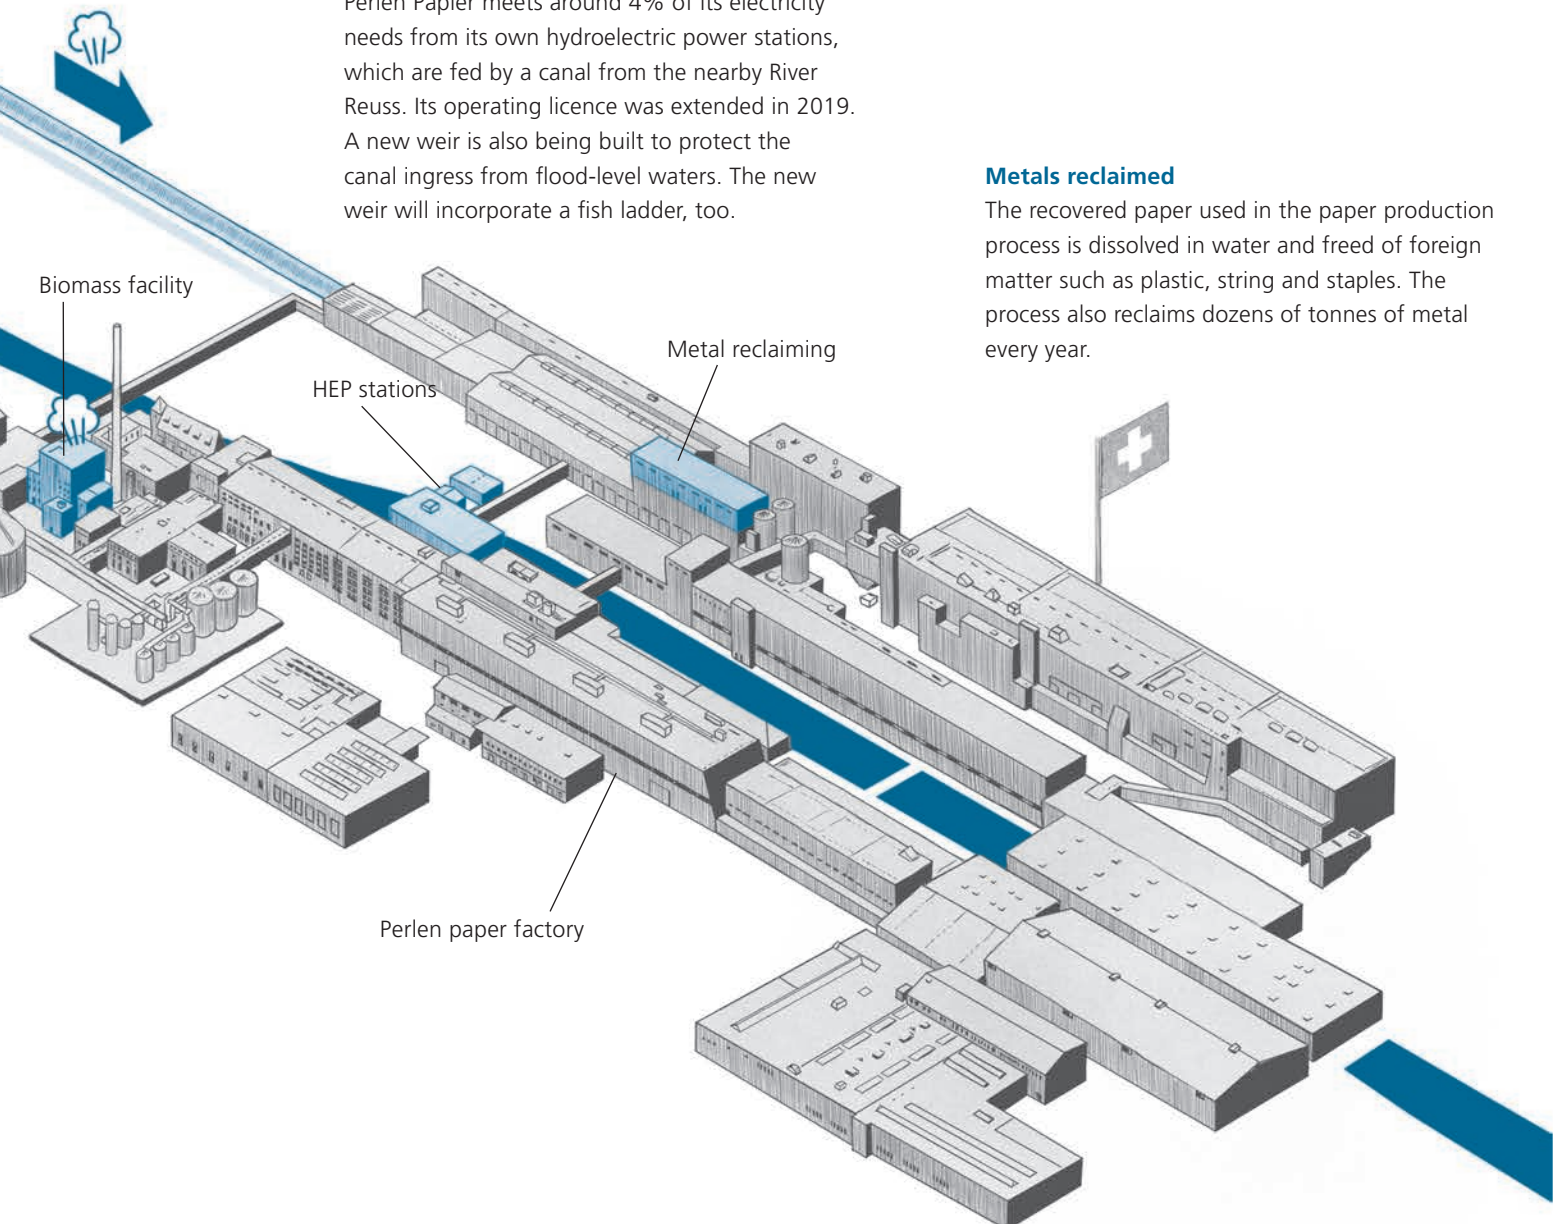 Perlen Papier meets around 4% of its electricity
needs from its own hydroelectric power stations,
which are fed by a canal from the nearby River
Reuss. Its operating licence was extended in 2019.
A new weir is also being built to protect the
canal ingress from flood-level waters. The new
weir will incorporate a fish ladder, too.
Metals reclaimed
The recovered paper used in the paper production
process is dissolved in water and freed of foreign
matter such as plastic, string and staples. The
process also reclaims dozens of tonnes of metal
every year.
Biomass facility
Metal reclaiming
HEP stations
Perlen paper factory